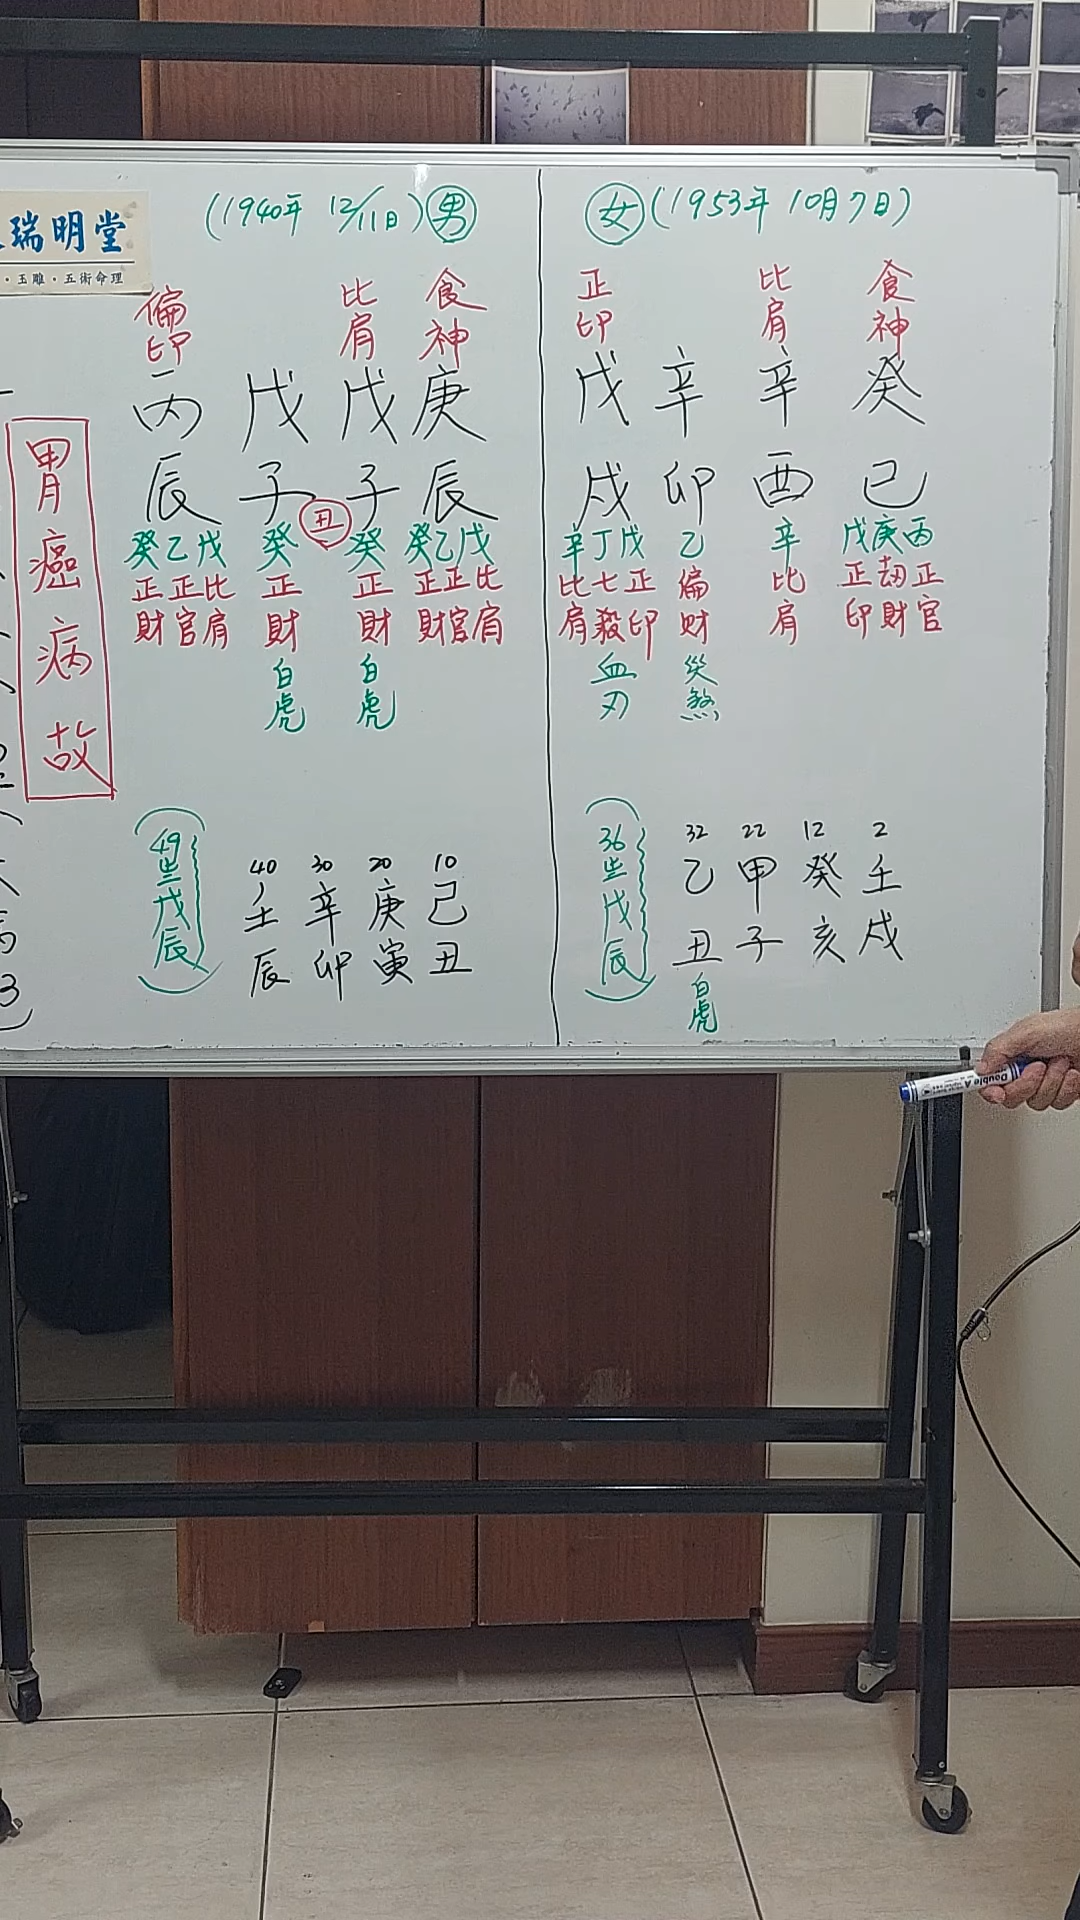 瑞明堂
・玉雕・五術命理
(1940年 12/11日) 男
偏印 比肩 食神
丙 戊 戊 庚
辰 子 子 辰
丑
癸乙戊 癸 癸 癸乙戊
正財 正官 比肩 正財 正財 正財 正官 比肩
白虎 白虎
胃癌病故
49歲戊辰
40 30 20 10
壬 辛 庚 己
辰 卯 寅 丑
女 (1953年 10月7日)
正印 比肩 食神
戊 辛 辛 癸
戌 卯 酉 巳
辛丁戊 乙 辛 戊庚丙
比肩 七殺 正印 偏財 比肩 正印 劫財 正官
血刃 災煞
36歲戊辰
32 22 12 2
乙 甲 癸 壬
丑 子 亥 戌
白虎
Double A